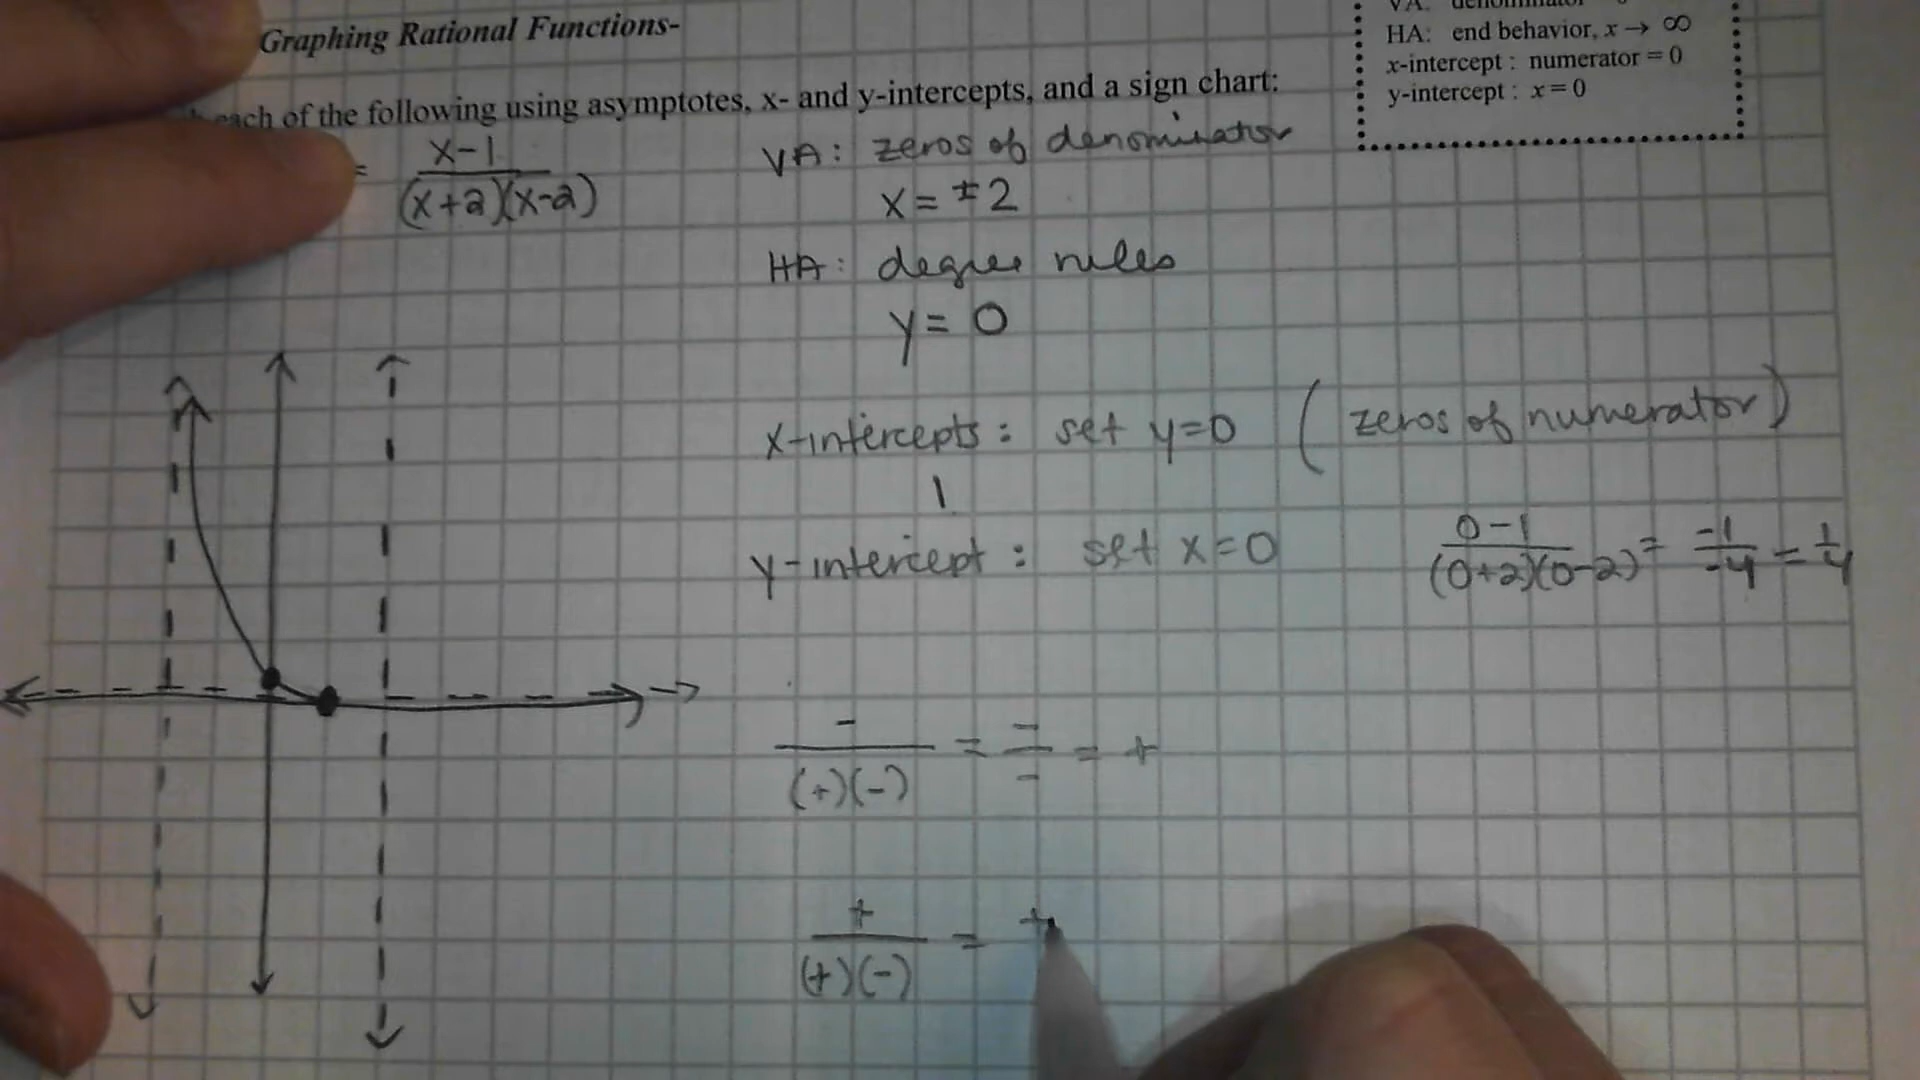 Graphing Rational Functions-
each of the following using asymptotes, x- and y-intercepts, and a sign chart:
HA: end behavior, x → ∞
x-intercept : numerator = 0
y-intercept : x = 0
= x-1 / (x+2)(x-2)
VA: zeros of denominator
x = ±2
HA: degree rules
y = 0
x-intercepts: set y=0 (zeros of numerator)
1
y-intercept: set x=0 0-1 / (0+2)(0-2) = -1 / -4 = 1/4
- / (+)(-) = - / - = +
+ / (+)(-) = +